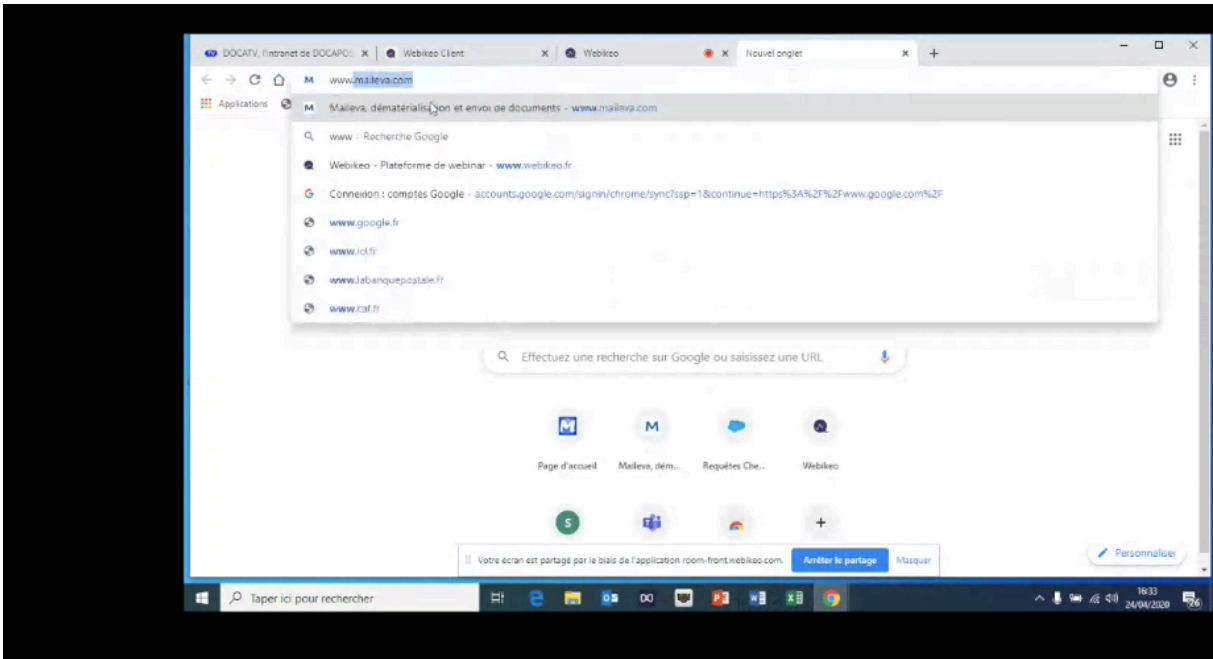 DOCATV, l'intranet de DOCAPOS
Webikeo Client
Webikeo
Nouvel onglet
www.maileva.com
Applications
Maileva, dématérialisation et envoi de documents - www.maileva.com
www - Recherche Google
Webikeo - Plateforme de webinar - www.webikeo.fr
Connexion : comptes Google - accounts.google.com/signin/chrome/sync?ssp=1&continue=https%3A%2F%2Fwww.google.com%2F
www.google.fr
www.lcl.fr
www.labanquepostale.fr
www.caf.fr
Effectuez une recherche sur Google ou saisissez une URL
M M
Page d'accueil Maileva, dém... Requêtes Che... Webikeo
S
Votre écran est partagé par le biais de l'application room-front.webikeo.com. Arrêter le partage Masquer
Personnaliser
Taper ici pour rechercher
16:33
24/04/2020
26